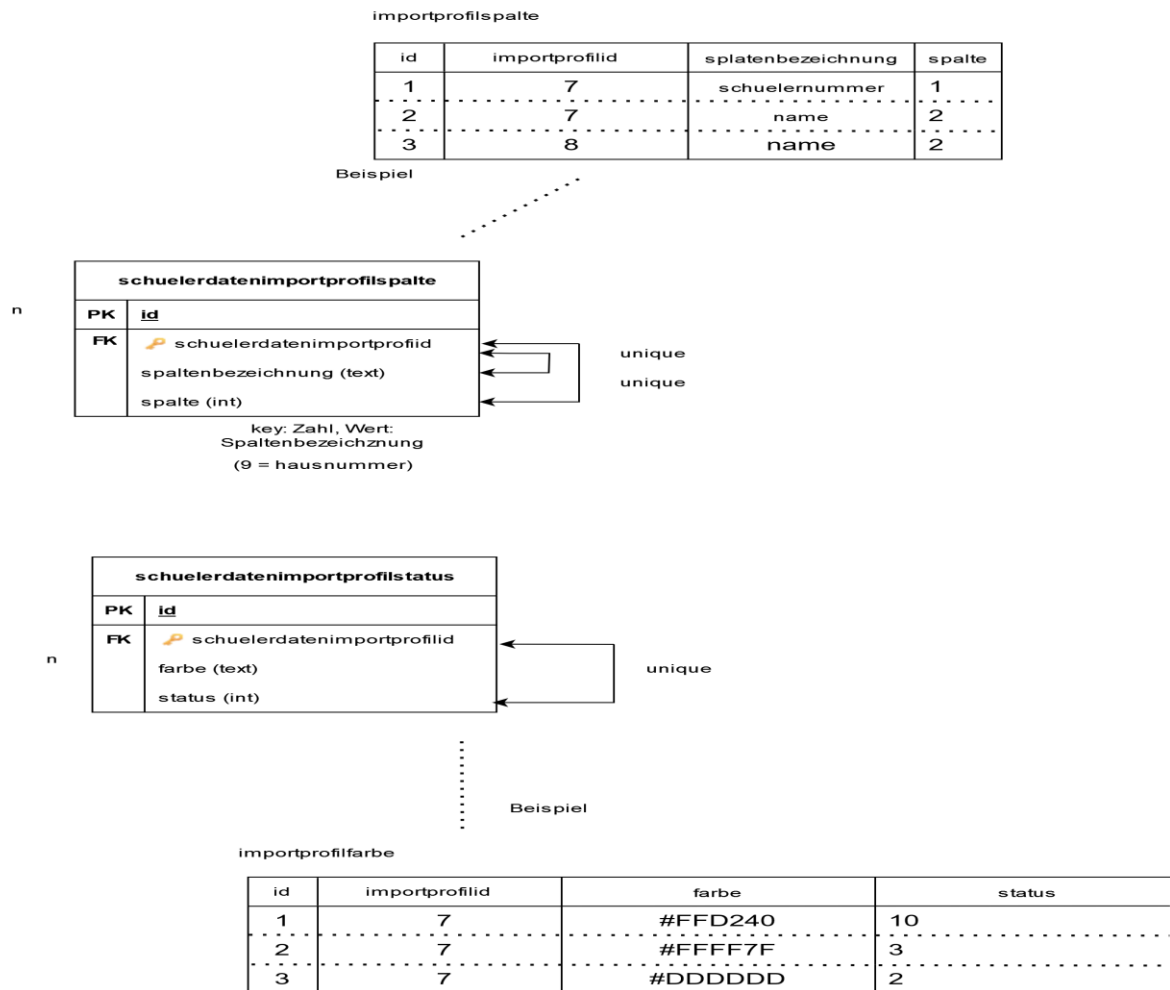 importprofilspalte
id importprofilid splatenbezeichnung spalte
1 7 schuelernummer 1
2 7 name 2
3 8 name 2
Beispiel
schuelerdatenimportprofilspalte
n
PK id
FK schuelerdatenimportprofiid
spaltenbezeichnung (text)
spalte (int)
unique
unique
key: Zahl, Wert:
Spaltenbezeichznung
(9 = hausnummer)
schuelerdatenimportprofilstatus
PK id
FK schuelerdatenimportprofilid
n
farbe (text)
status (int)
unique
Beispiel
importprofilfarbe
id importprofilid farbe status
1 7 #FFD240 10
2 7 #FFFF7F 3
3 7 #DDDDDD 2